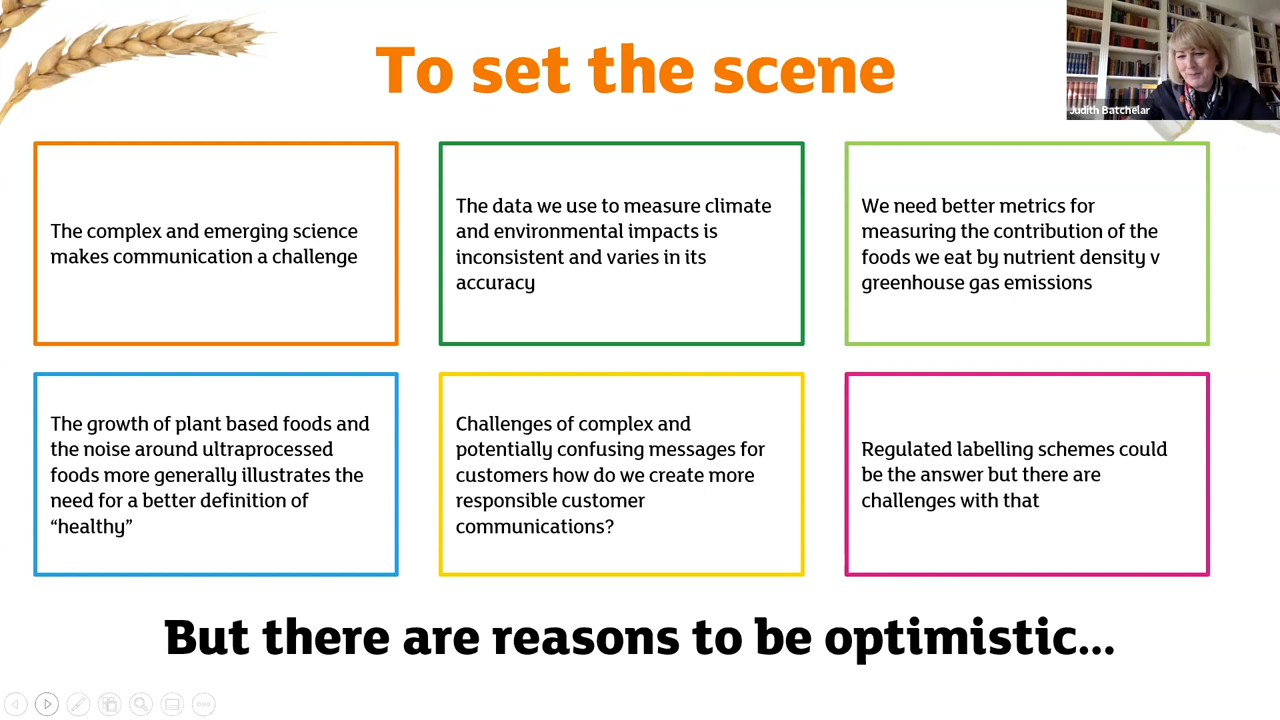 To set the scene
Judith Batchelar
The complex and emerging science
makes communication a challenge
The data we use to measure climate
and environmental impacts is
inconsistent and varies in its
accuracy
We need better metrics for
measuring the contribution of the
foods we eat by nutrient density v
greenhouse gas emissions
The growth of plant based foods and
the noise around ultraprocessed
foods more generally illustrates the
need for a better definition of
“healthy”
Challenges of complex and
potentially confusing messages for
customers how do we create more
responsible customer
communications?
Regulated labelling schemes could
be the answer but there are
challenges with that
But there are reasons to be optimistic...